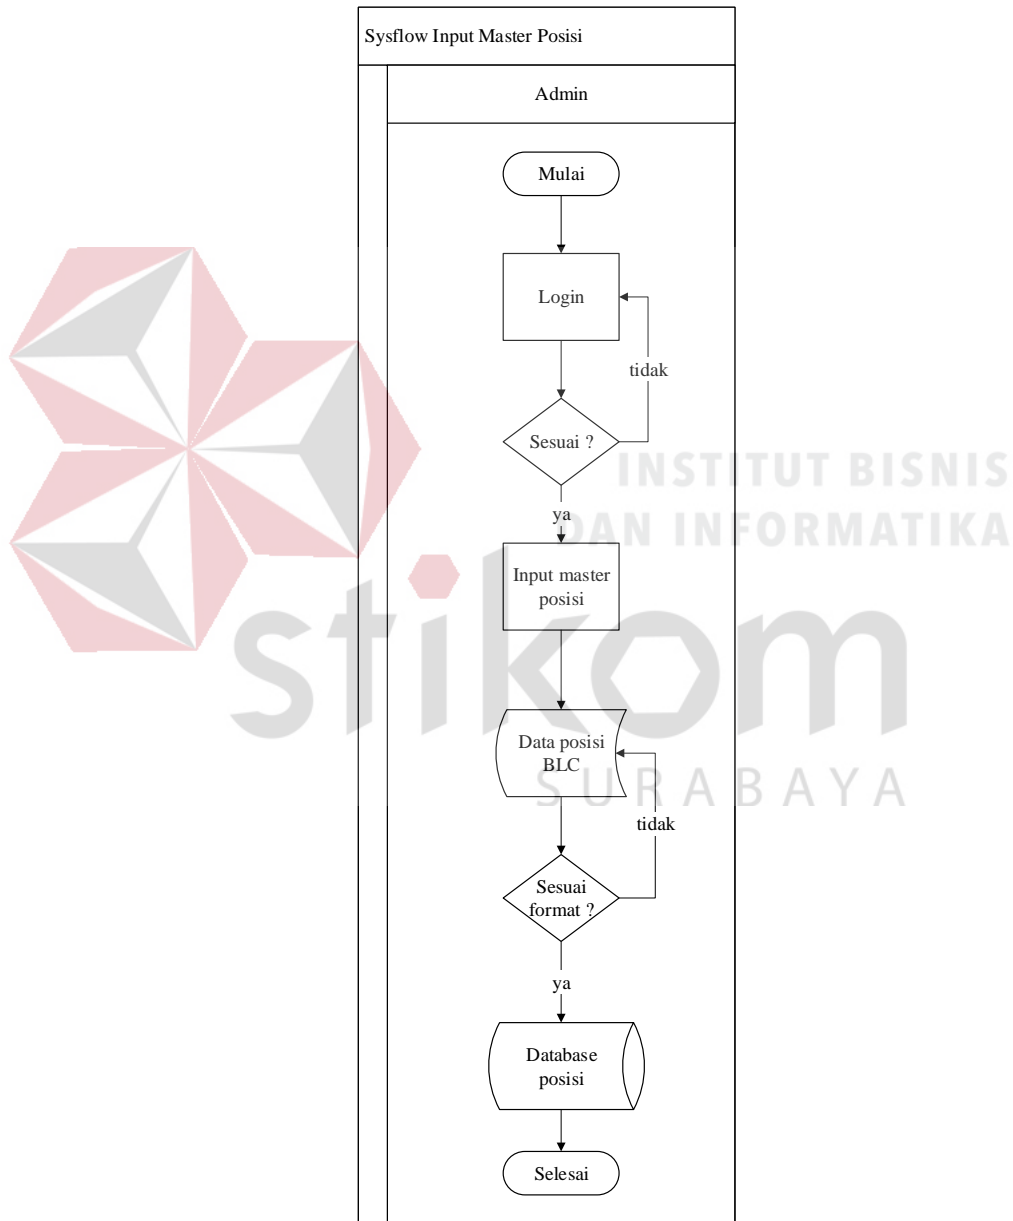 Sysflow Input Master Posisi
Admin
Mulai
Login
tidak
Sesuai ?
INSTITUT BISNIS
ya
DAN INFORMATIKA
Input master
posisi
stikom
Data posisi
BLC
SURABAYA
tidak
Sesuai
format ?
ya
Database
posisi
Selesai